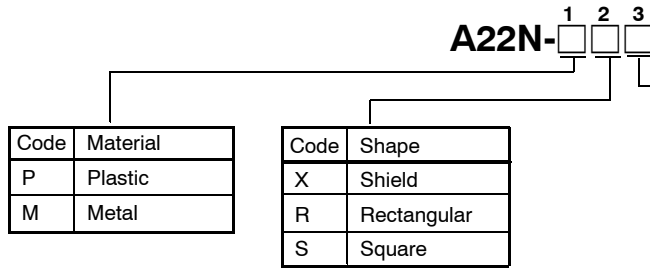 1 2 3
A22N-
Code Material
P Plastic
M Metal
Code Shape
X Shield
R Rectangular
S Square